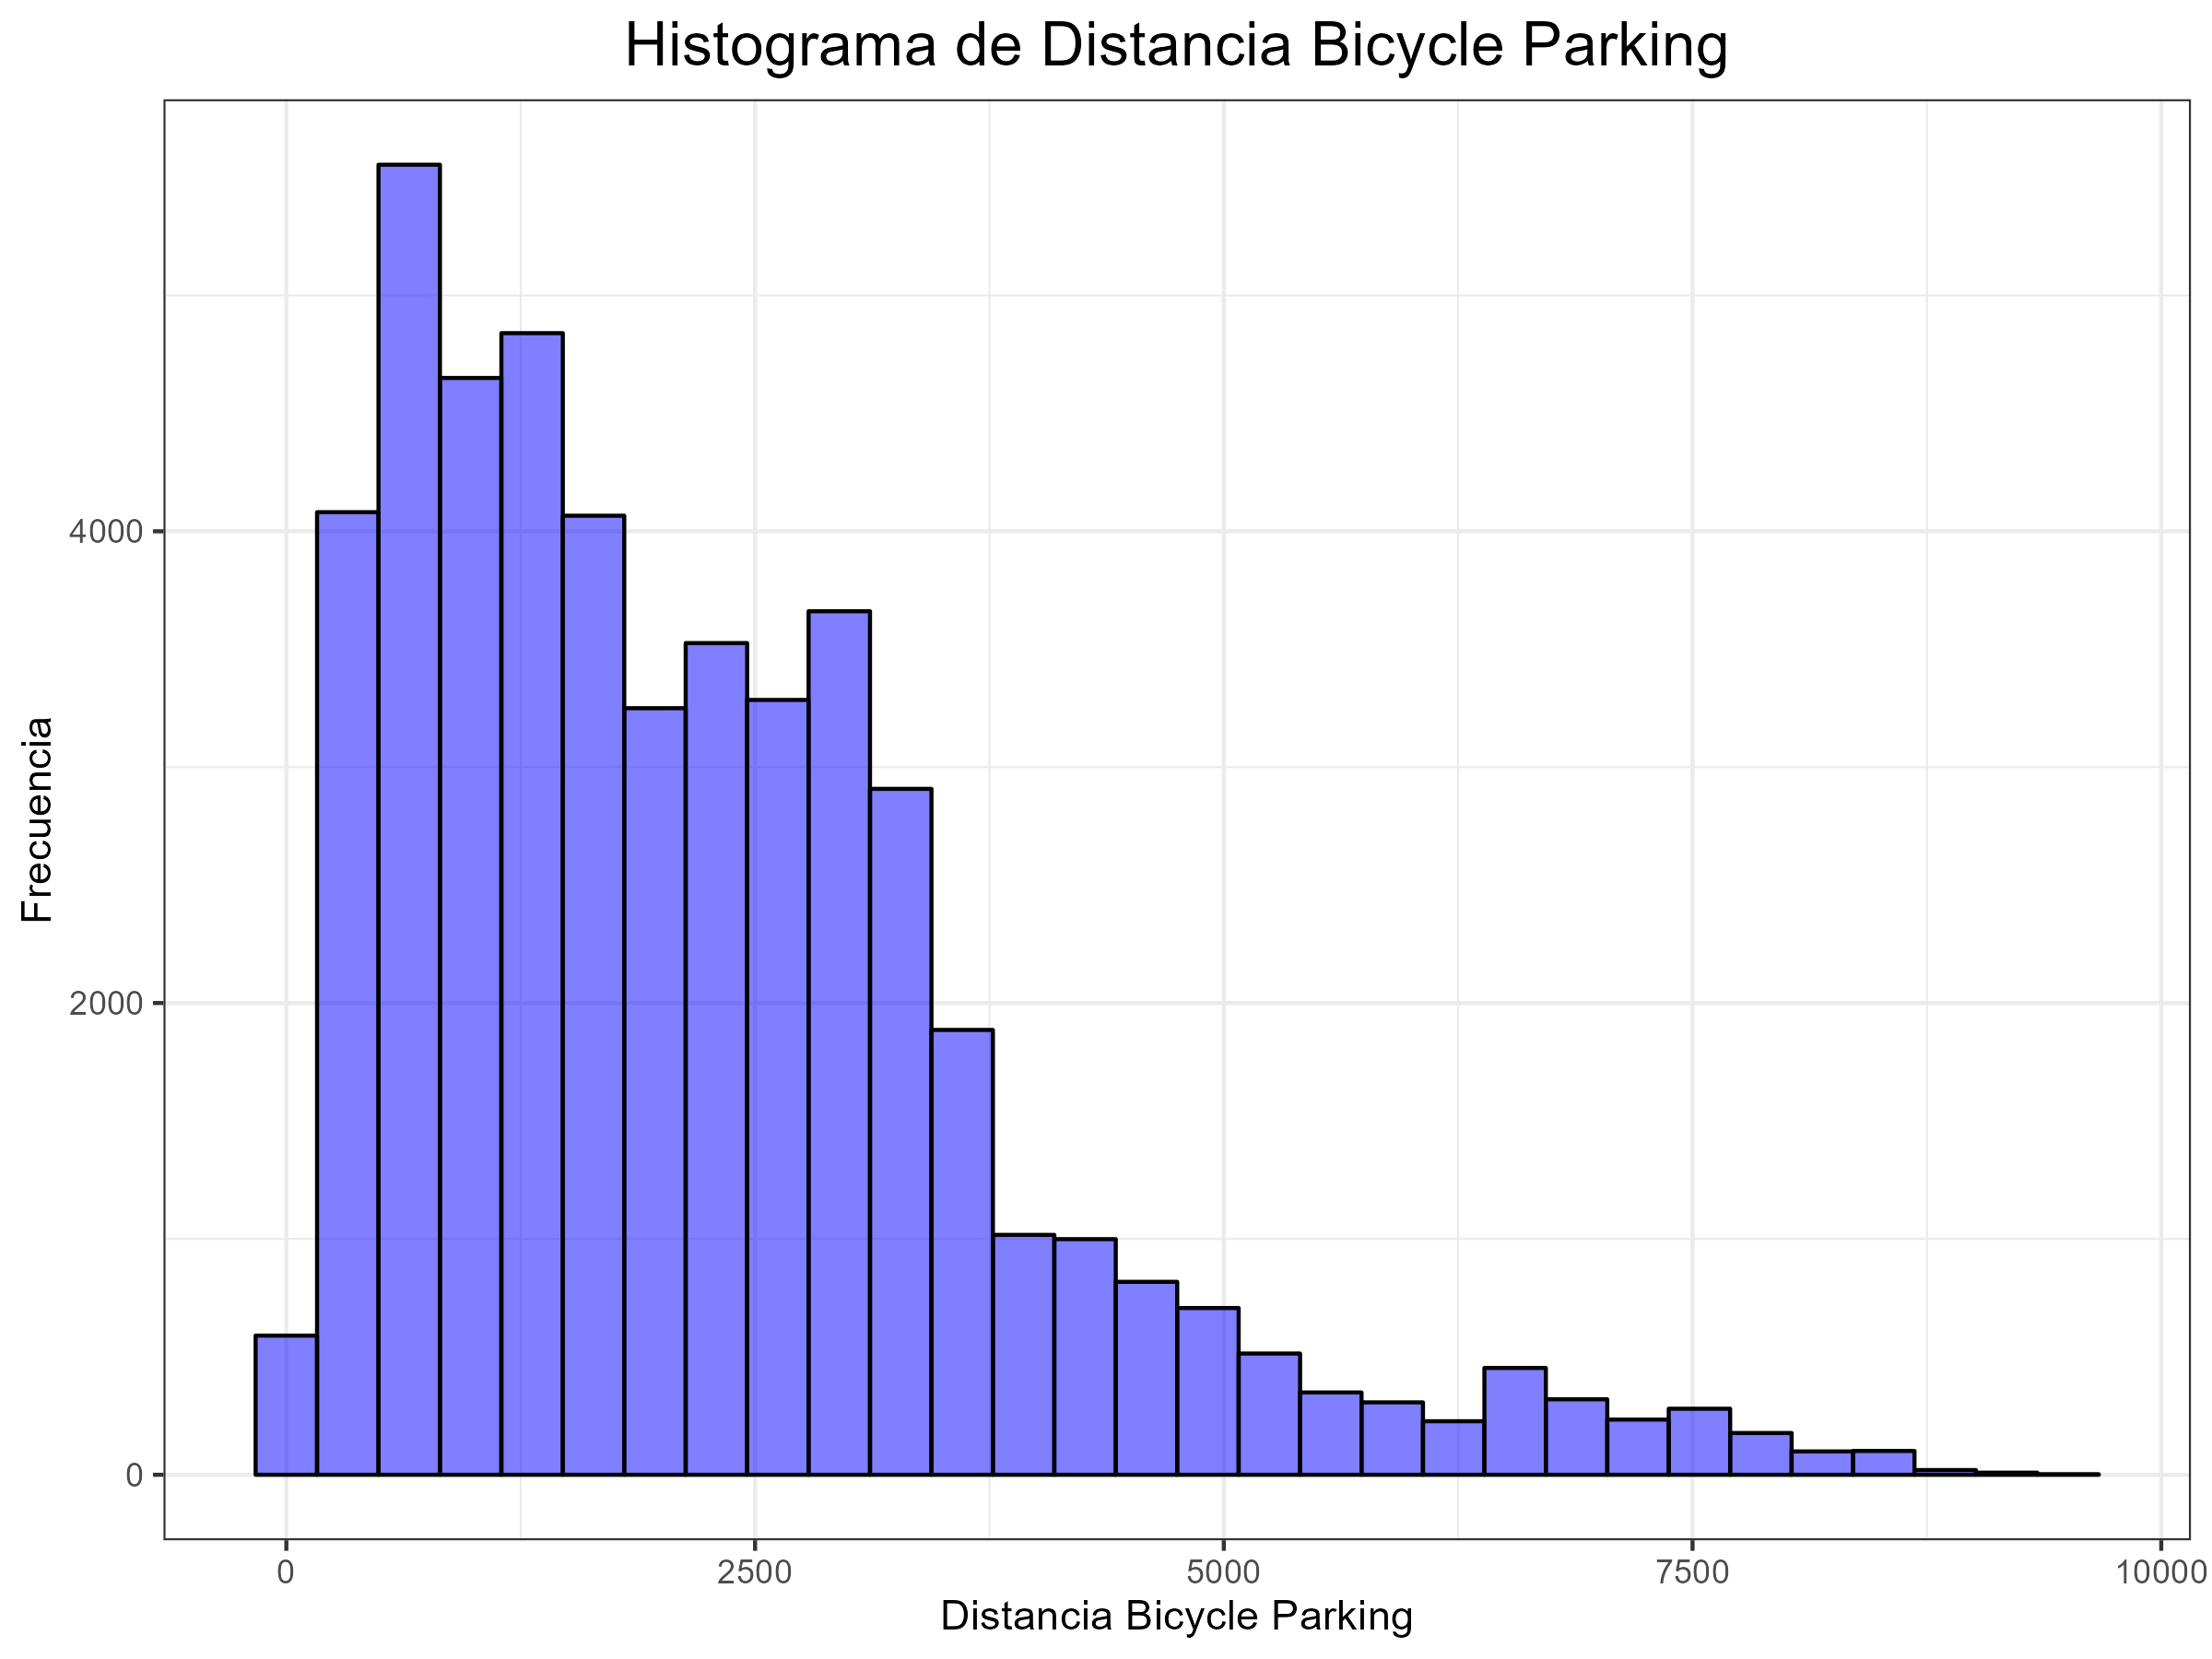 Histograma de Distancia Bicycle Parking
Frecuencia
4000
2000
0
0 2500 5000 7500 10000
Distancia Bicycle Parking